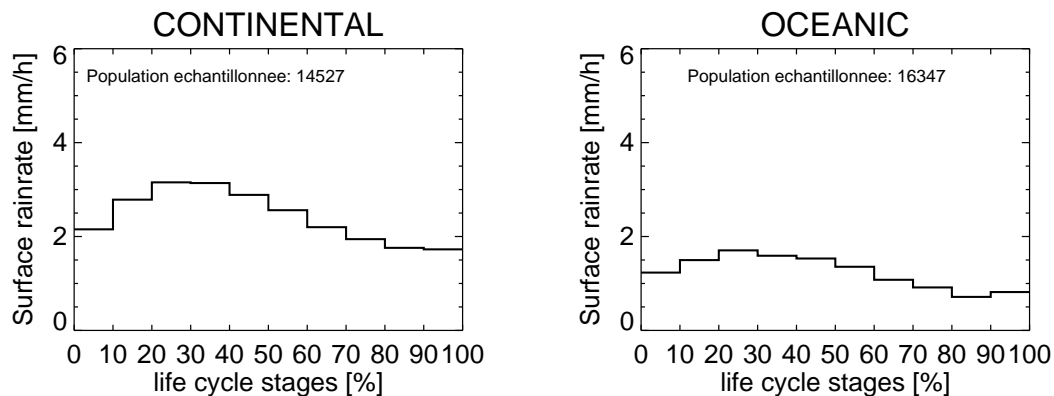 CONTINENTAL
Population echantillonnee: 14527
Surface rainrate [mm/h]
6
4
2
0
0 10 20 30 40 50 60 70 80 90 100
life cycle stages [%]
OCEANIC
Population echantillonnee: 16347
Surface rainrate [mm/h]
6
4
2
0
0 10 20 30 40 50 60 70 80 90 100
life cycle stages [%]